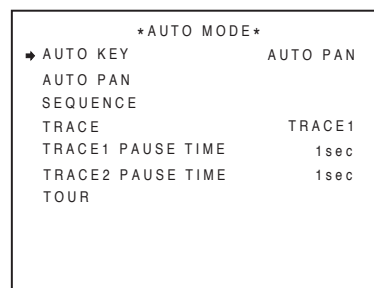 *AUTO MODE*
➡ AUTO KEY AUTO PAN
AUTO PAN
SEQUENCE
TRACE TRACE1
TRACE1 PAUSE TIME 1sec
TRACE2 PAUSE TIME 1sec
TOUR